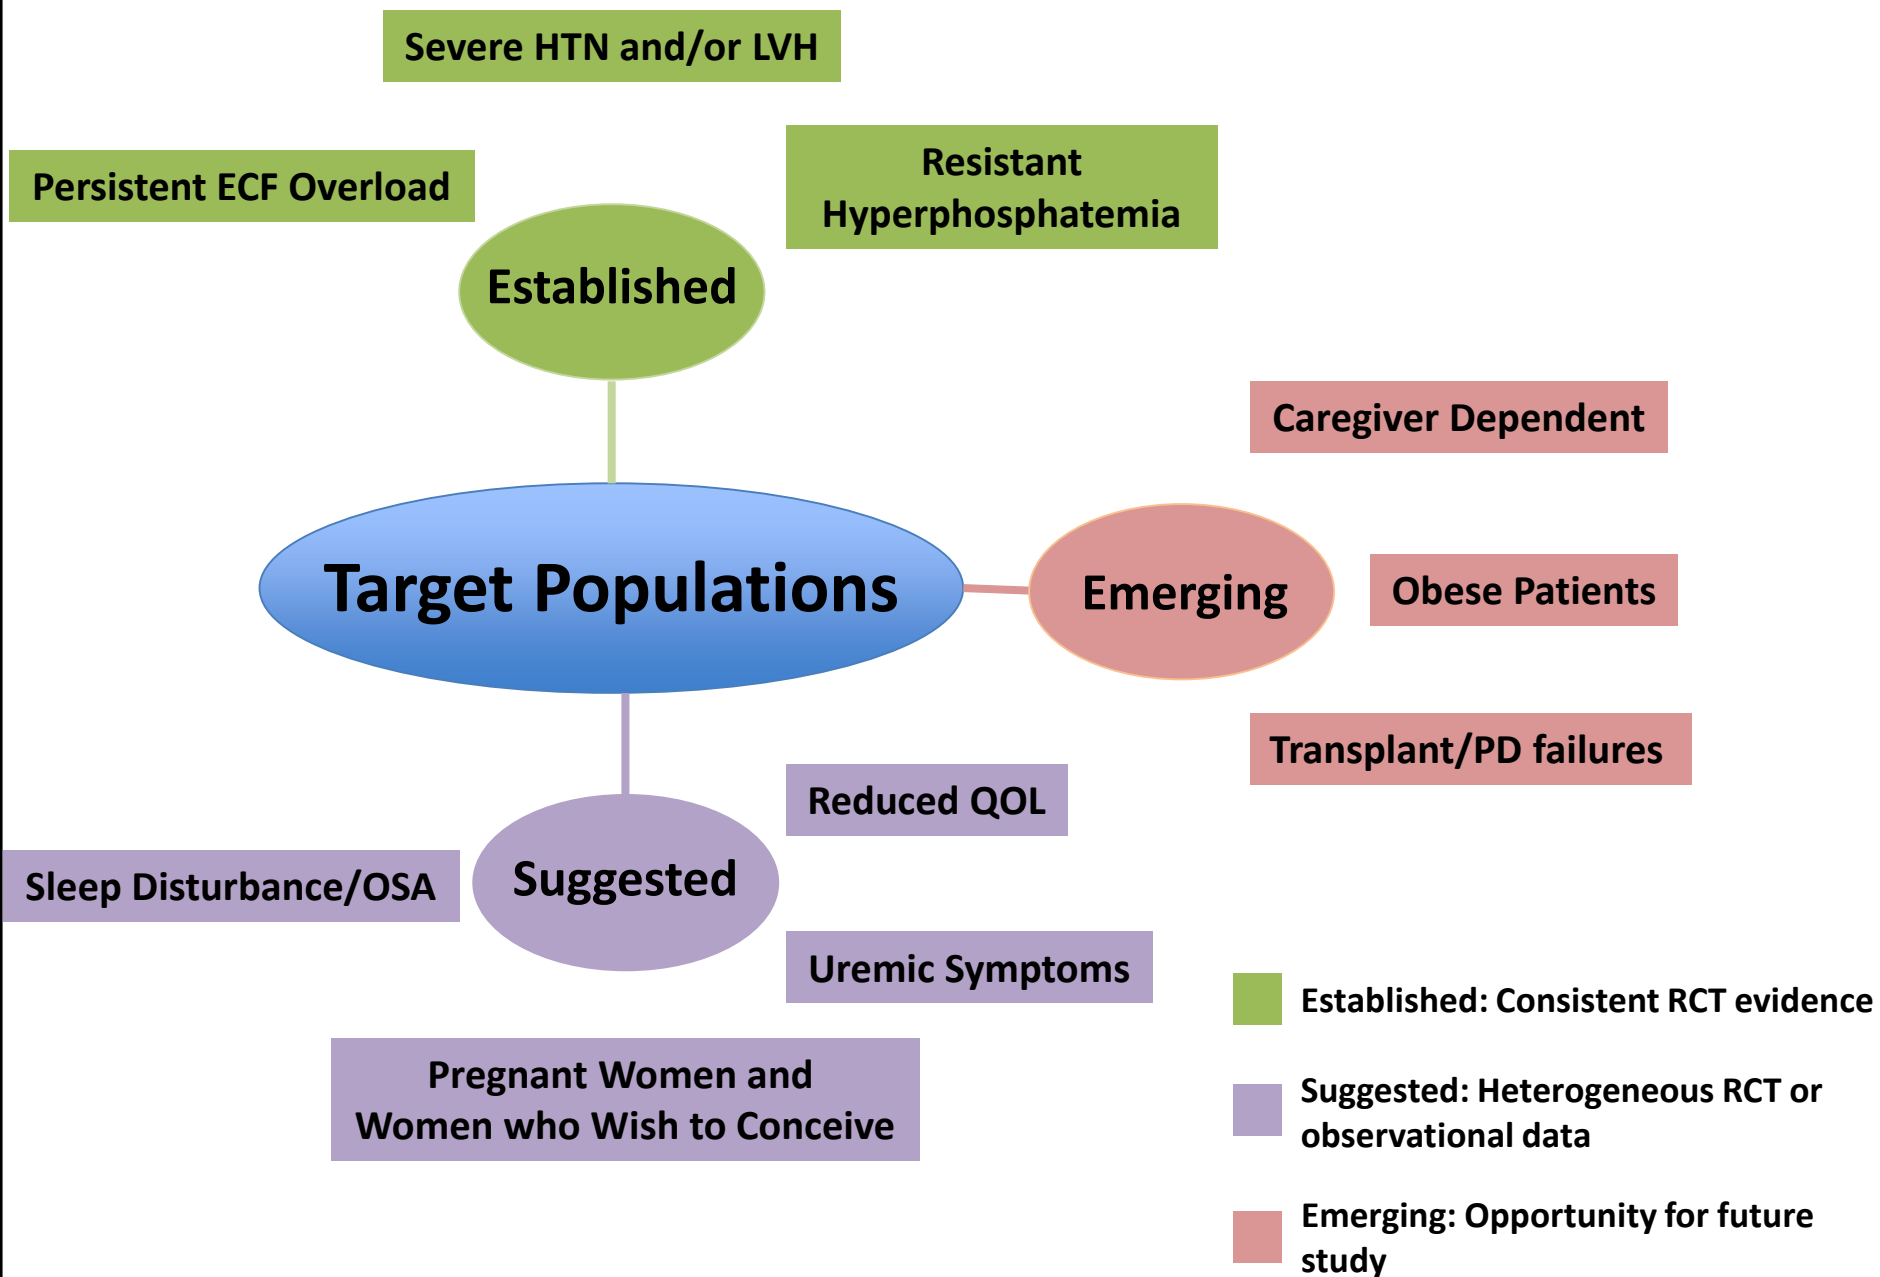 Severe HTN and/or LVH
Persistent ECF Overload
Resistant
Hyperphosphatemia
Established
Caregiver Dependent
Target Populations
Emerging
Obese Patients
Transplant/PD failures
Reduced QOL
Sleep Disturbance/OSA
Suggested
Uremic Symptoms
Pregnant Women and
Women who Wish to Conceive
Established: Consistent RCT evidence
Suggested: Heterogeneous RCT or
observational data
Emerging: Opportunity for future
study